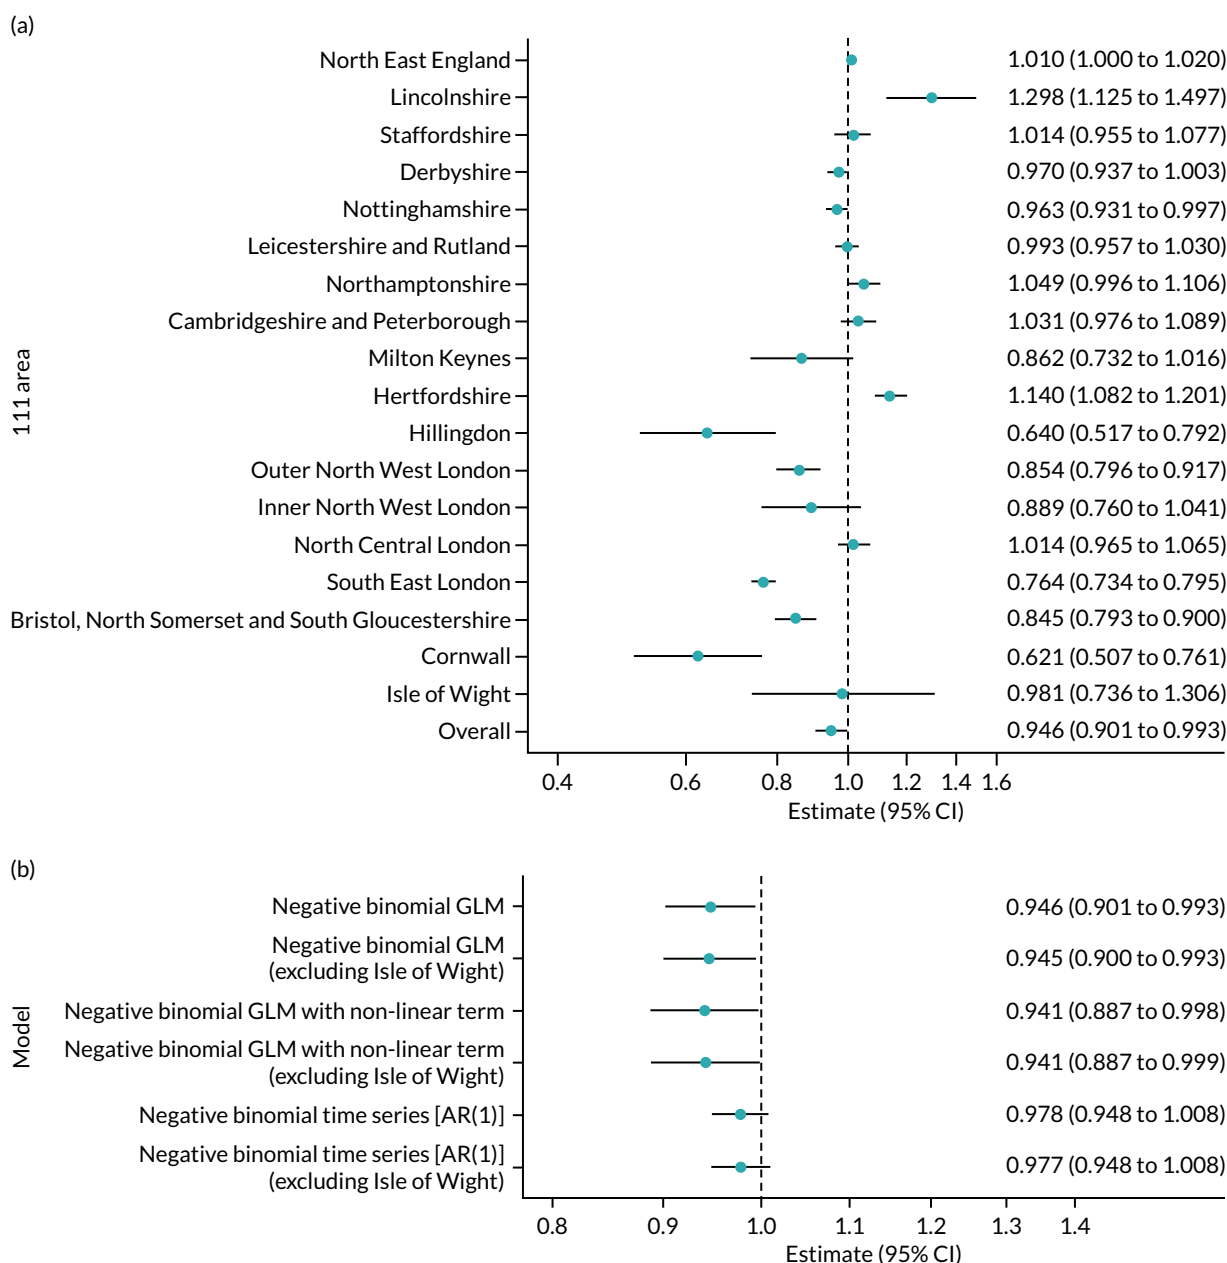 (a)
111 area
North East England 1.010 (1.000 to 1.020)
Lincolnshire 1.298 (1.125 to 1.497)
Staffordshire 1.014 (0.955 to 1.077)
Derbyshire 0.970 (0.937 to 1.003)
Nottinghamshire 0.963 (0.931 to 0.997)
Leicestershire and Rutland 0.993 (0.957 to 1.030)
Northamptonshire 1.049 (0.996 to 1.106)
Cambridgeshire and Peterborough 1.031 (0.976 to 1.089)
Milton Keynes 0.862 (0.732 to 1.016)
Hertfordshire 1.140 (1.082 to 1.201)
Hillingdon 0.640 (0.517 to 0.792)
Outer North West London 0.854 (0.796 to 0.917)
Inner North West London 0.889 (0.760 to 1.041)
North Central London 1.014 (0.965 to 1.065)
South East London 0.764 (0.734 to 0.795)
Bristol, North Somerset and South Gloucestershire 0.845 (0.793 to 0.900)
Cornwall 0.621 (0.507 to 0.761)
Isle of Wight 0.981 (0.736 to 1.306)
Overall 0.946 (0.901 to 0.993)
0.4 0.6 0.8 1.0 1.2 1.4 1.6
Estimate (95% CI)
(b)
Model
Negative binomial GLM 0.946 (0.901 to 0.993)
Negative binomial GLM
(excluding Isle of Wight) 0.945 (0.900 to 0.993)
Negative binomial GLM with non-linear term 0.941 (0.887 to 0.998)
Negative binomial GLM with non-linear term
(excluding Isle of Wight) 0.941 (0.887 to 0.999)
Negative binomial time series [AR(1)] 0.978 (0.948 to 1.008)
Negative binomial time series [AR(1)]
(excluding Isle of Wight) 0.977 (0.948 to 1.008)
0.8 0.9 1.0 1.1 1.2 1.3 1.4
Estimate (95% CI)